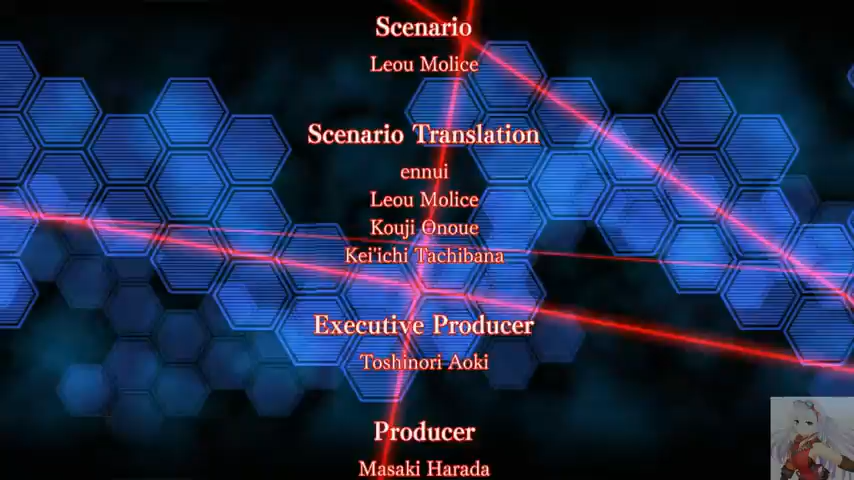 Scenario
Leou Molice
Scenario Translation
ennui
Leou Molice
Kouji Onoue
Kei'ichi Tachibana
Executive Producer
Toshinori Aoki
Producer
Masaki Harada